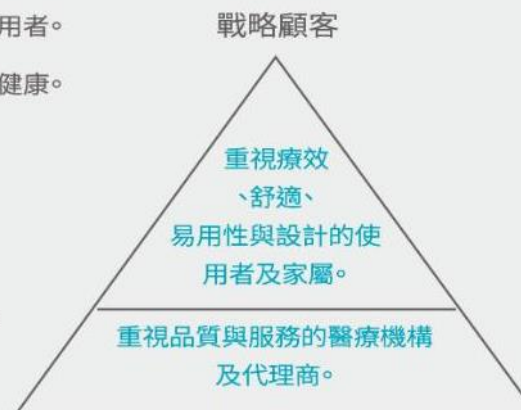 用者。
健康。
戰略顧客
重視療效
、舒適、
易用性與設計的使
用者及家屬。
重視品質與服務的醫療機構
及代理商。